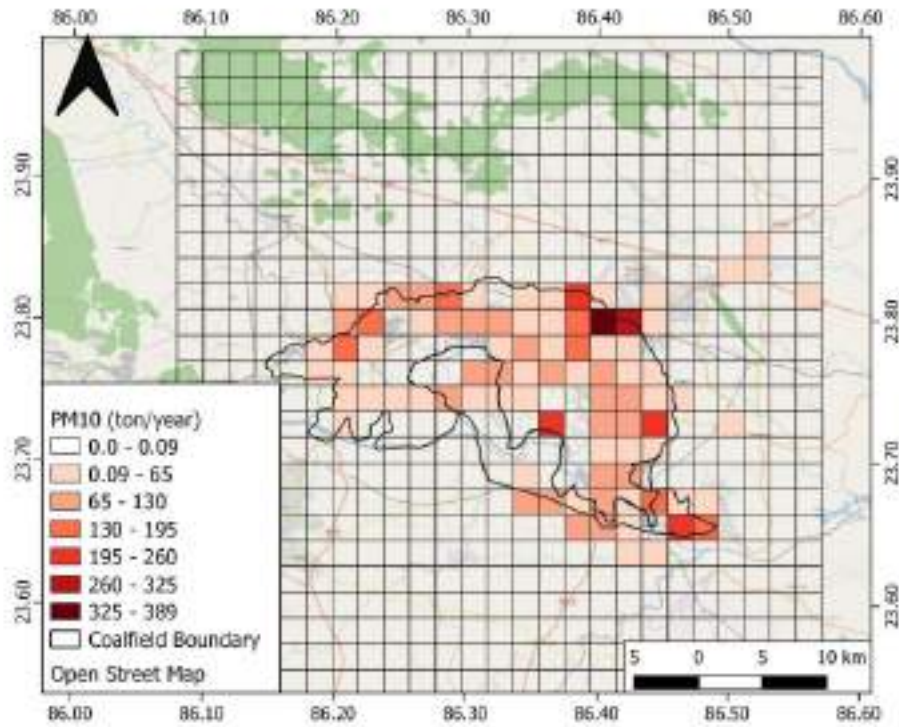 86.00 86.10 86.20 86.30 86.40 86.50 86.60
23.90 23.90
23.80 23.80
23.70 23.70
23.60 23.60
PM10 (ton/year)
0.0 - 0.09
0.09 - 65
65 - 130
130 - 195
195 - 260
260 - 325
325 - 389
Coalfield Boundary
Open Street Map
5 0 5 10 km
86.00 86.10 86.20 86.30 86.40 86.50 86.60